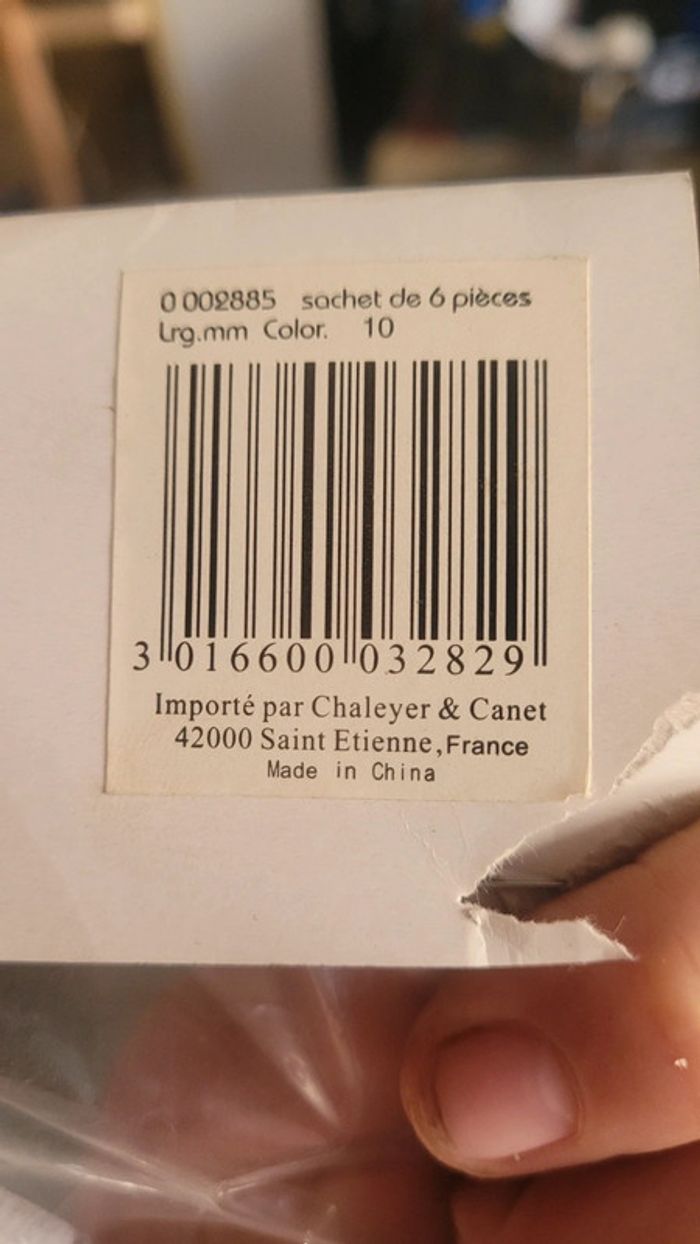 0 002885 sachet de 6 pièces
Lrg.mm Color. 10
3 016600 032829
Importé par Chaleyer & Canet
42000 Saint Etienne, France
Made in China